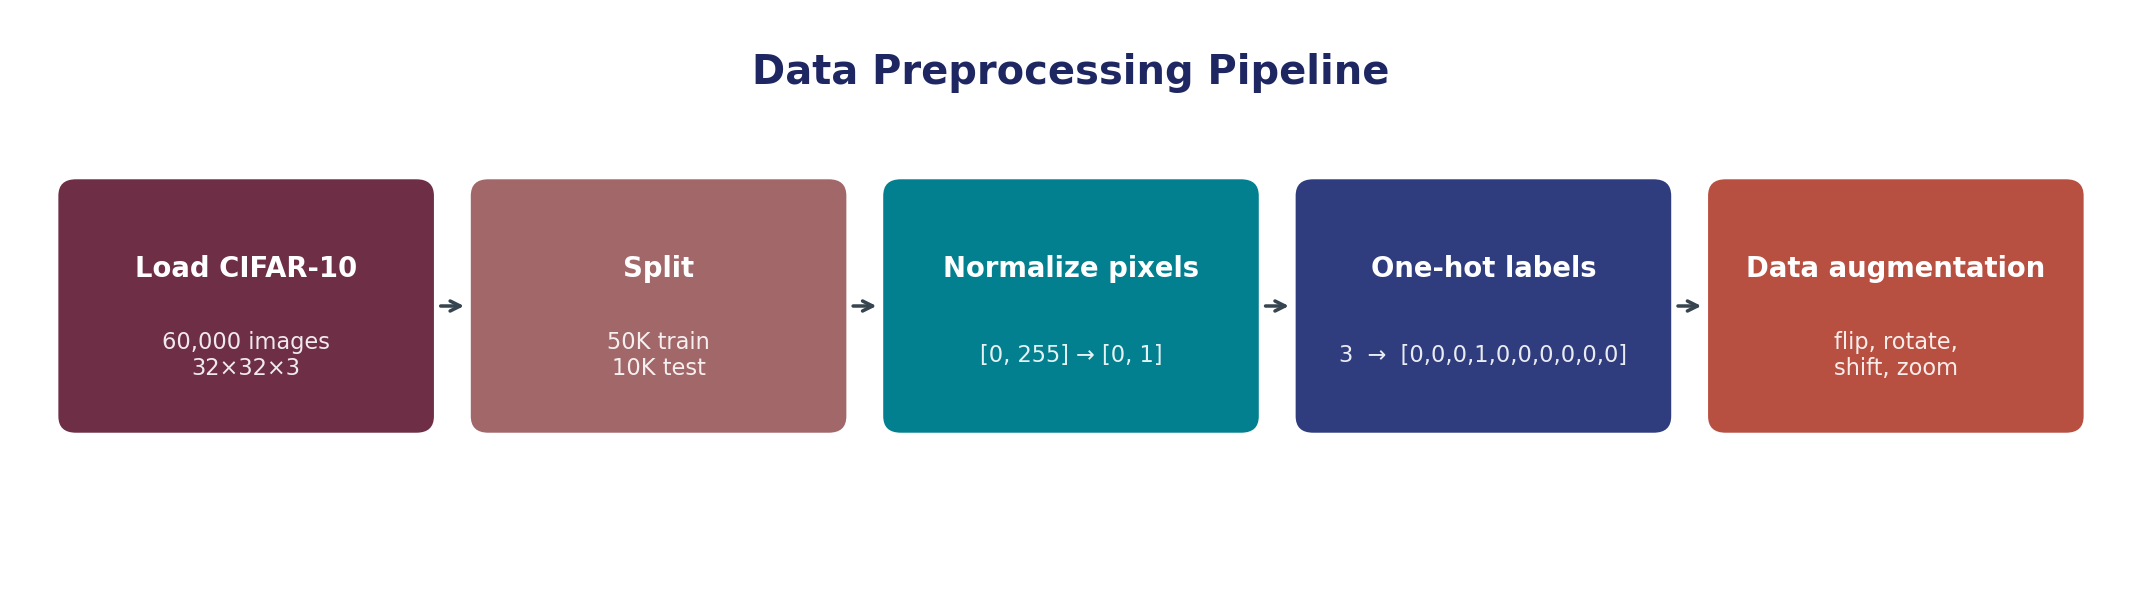 Data Preprocessing Pipeline
Load CIFAR-10
60,000 images
32×32×3
Split
50K train
10K test
Normalize pixels
[0, 255] → [0, 1]
One-hot labels
3 → [0,0,0,1,0,0,0,0,0,0]
Data augmentation
flip, rotate,
shift, zoom